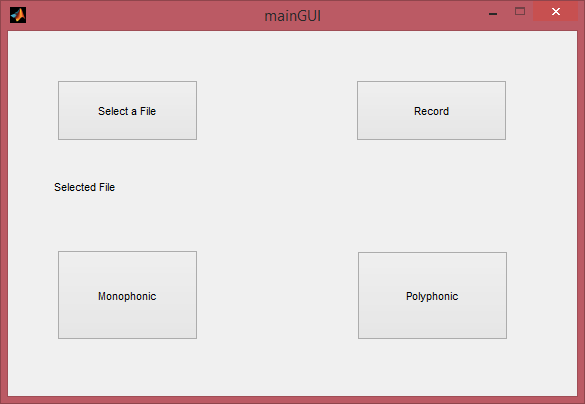 mainGUI
Select a File
Record
Selected File
Monophonic
Polyphonic